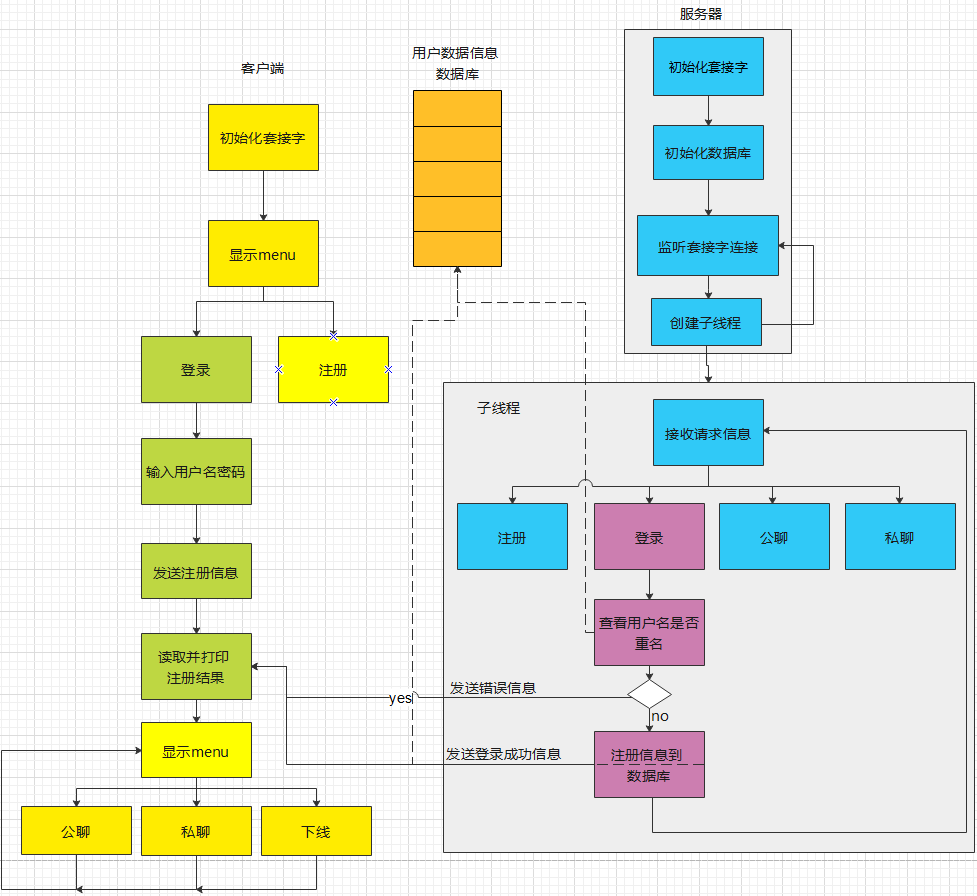 服务器
初始化套接字
初始化数据库
监听套接字连接
创建子线程
用户数据信息
数据库
客户端
初始化套接字
显示menu
登录
注册
输入用户名密码
发送注册信息
读取并打印
注册结果
显示menu
公聊
私聊
下线
子线程
接收请求信息
注册
登录
公聊
私聊
查看用户名是否
重名
发送错误信息
yes
no
发送登录成功信息
注册信息到
数据库